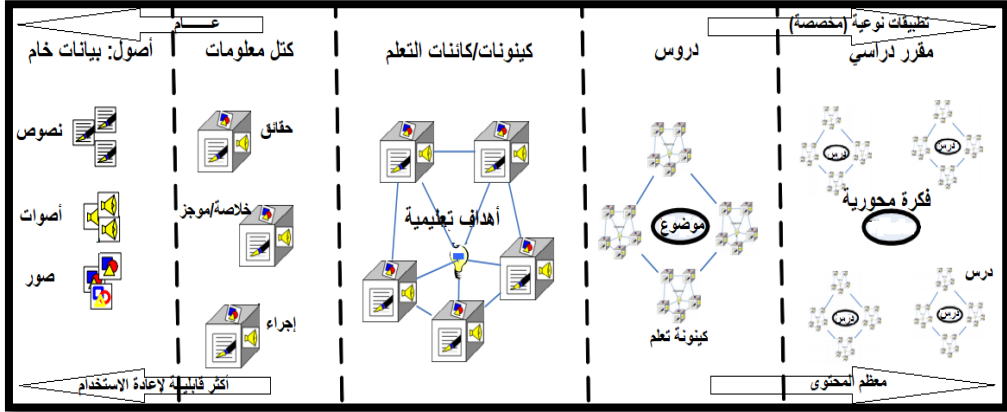 عــــــام
تطبيقات نوعية (مخصصة)
أصول: بيانات خام
كتل معلومات
كينونات/كائنات التعلم
دروس
مقرر دراسي
نصوص
أصوات
صور
حقائق
خلاصة/موجز
إجراء
أهداف تعليمية
موضوع
كينونة تعلم
درس
درس
فكرة محورية
درس
درس
درس
أكثر قابليـة لإعادة الاستخدام
معظم المحتوى